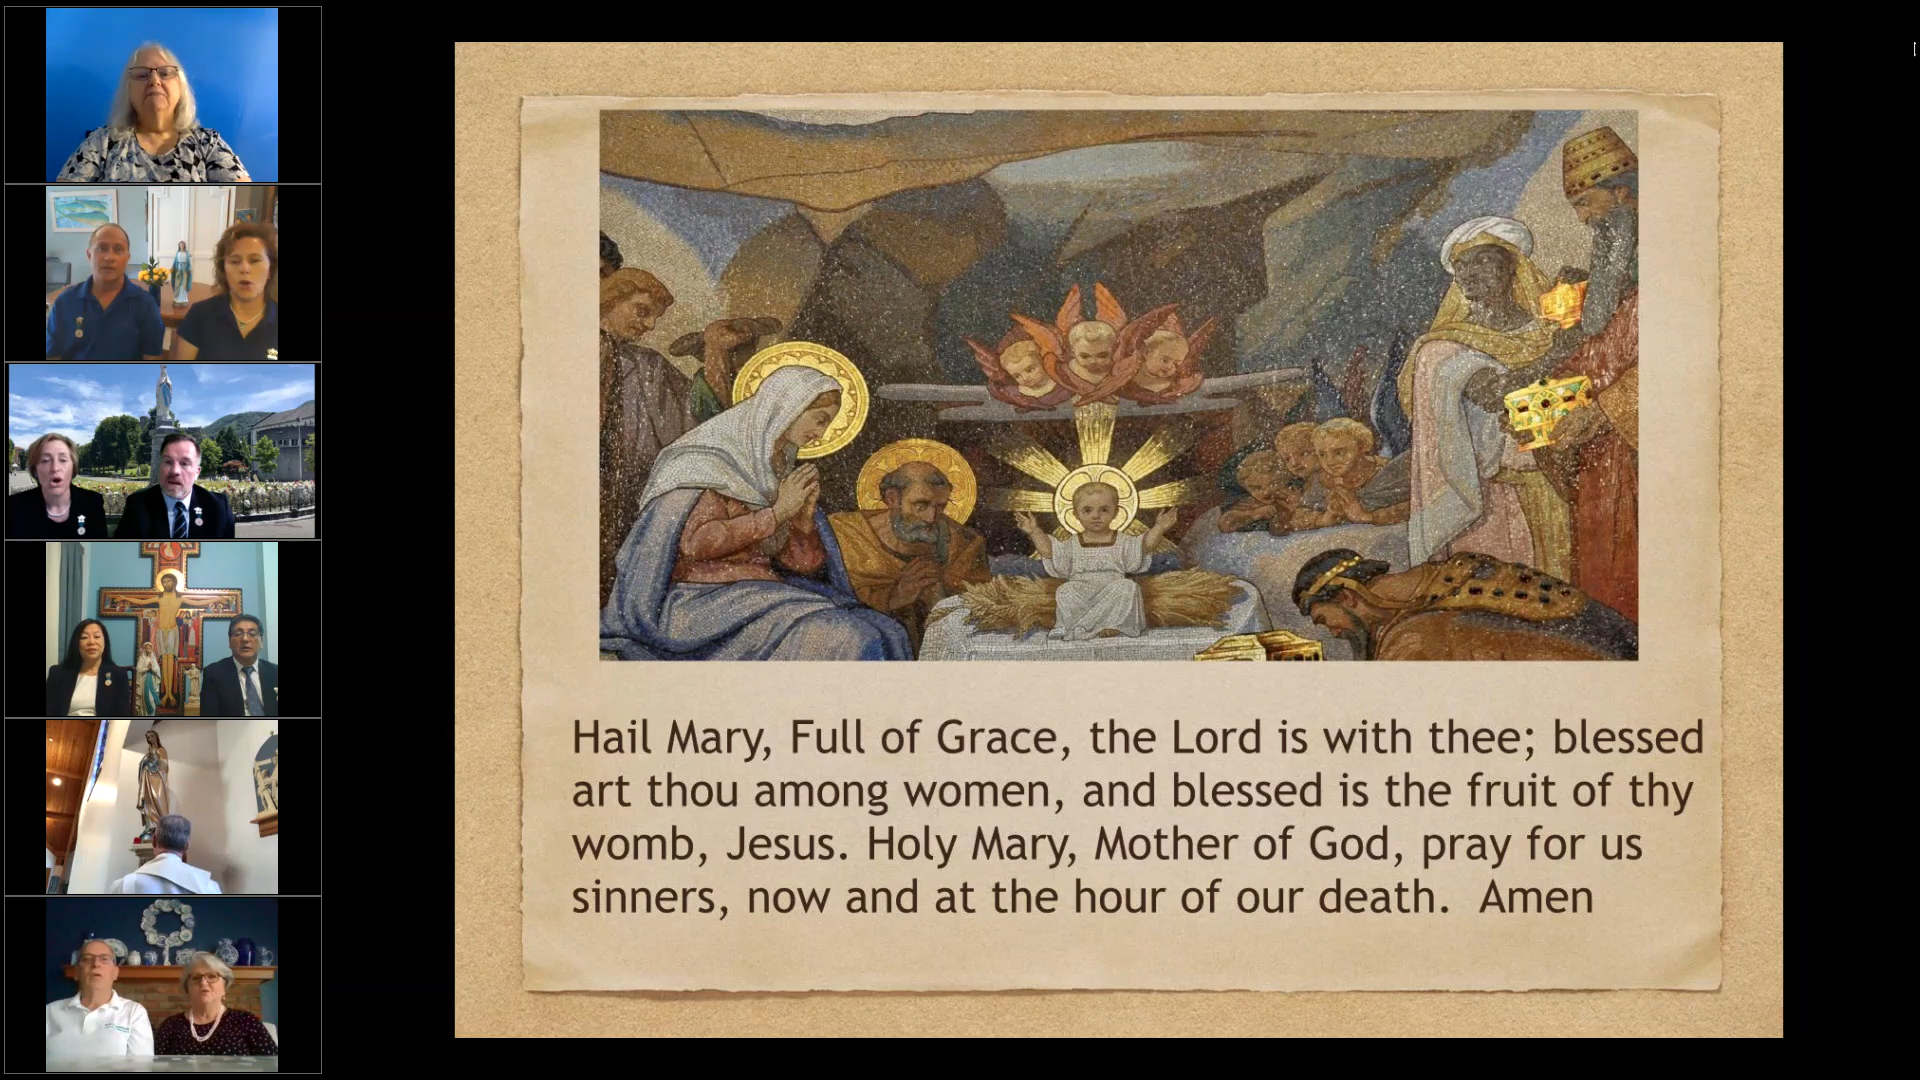 Hail Mary, Full of Grace, the Lord is with thee; blessed
art thou among women, and blessed is the fruit of thy
womb, Jesus. Holy Mary, Mother of God, pray for us
sinners, now and at the hour of our death.  Amen